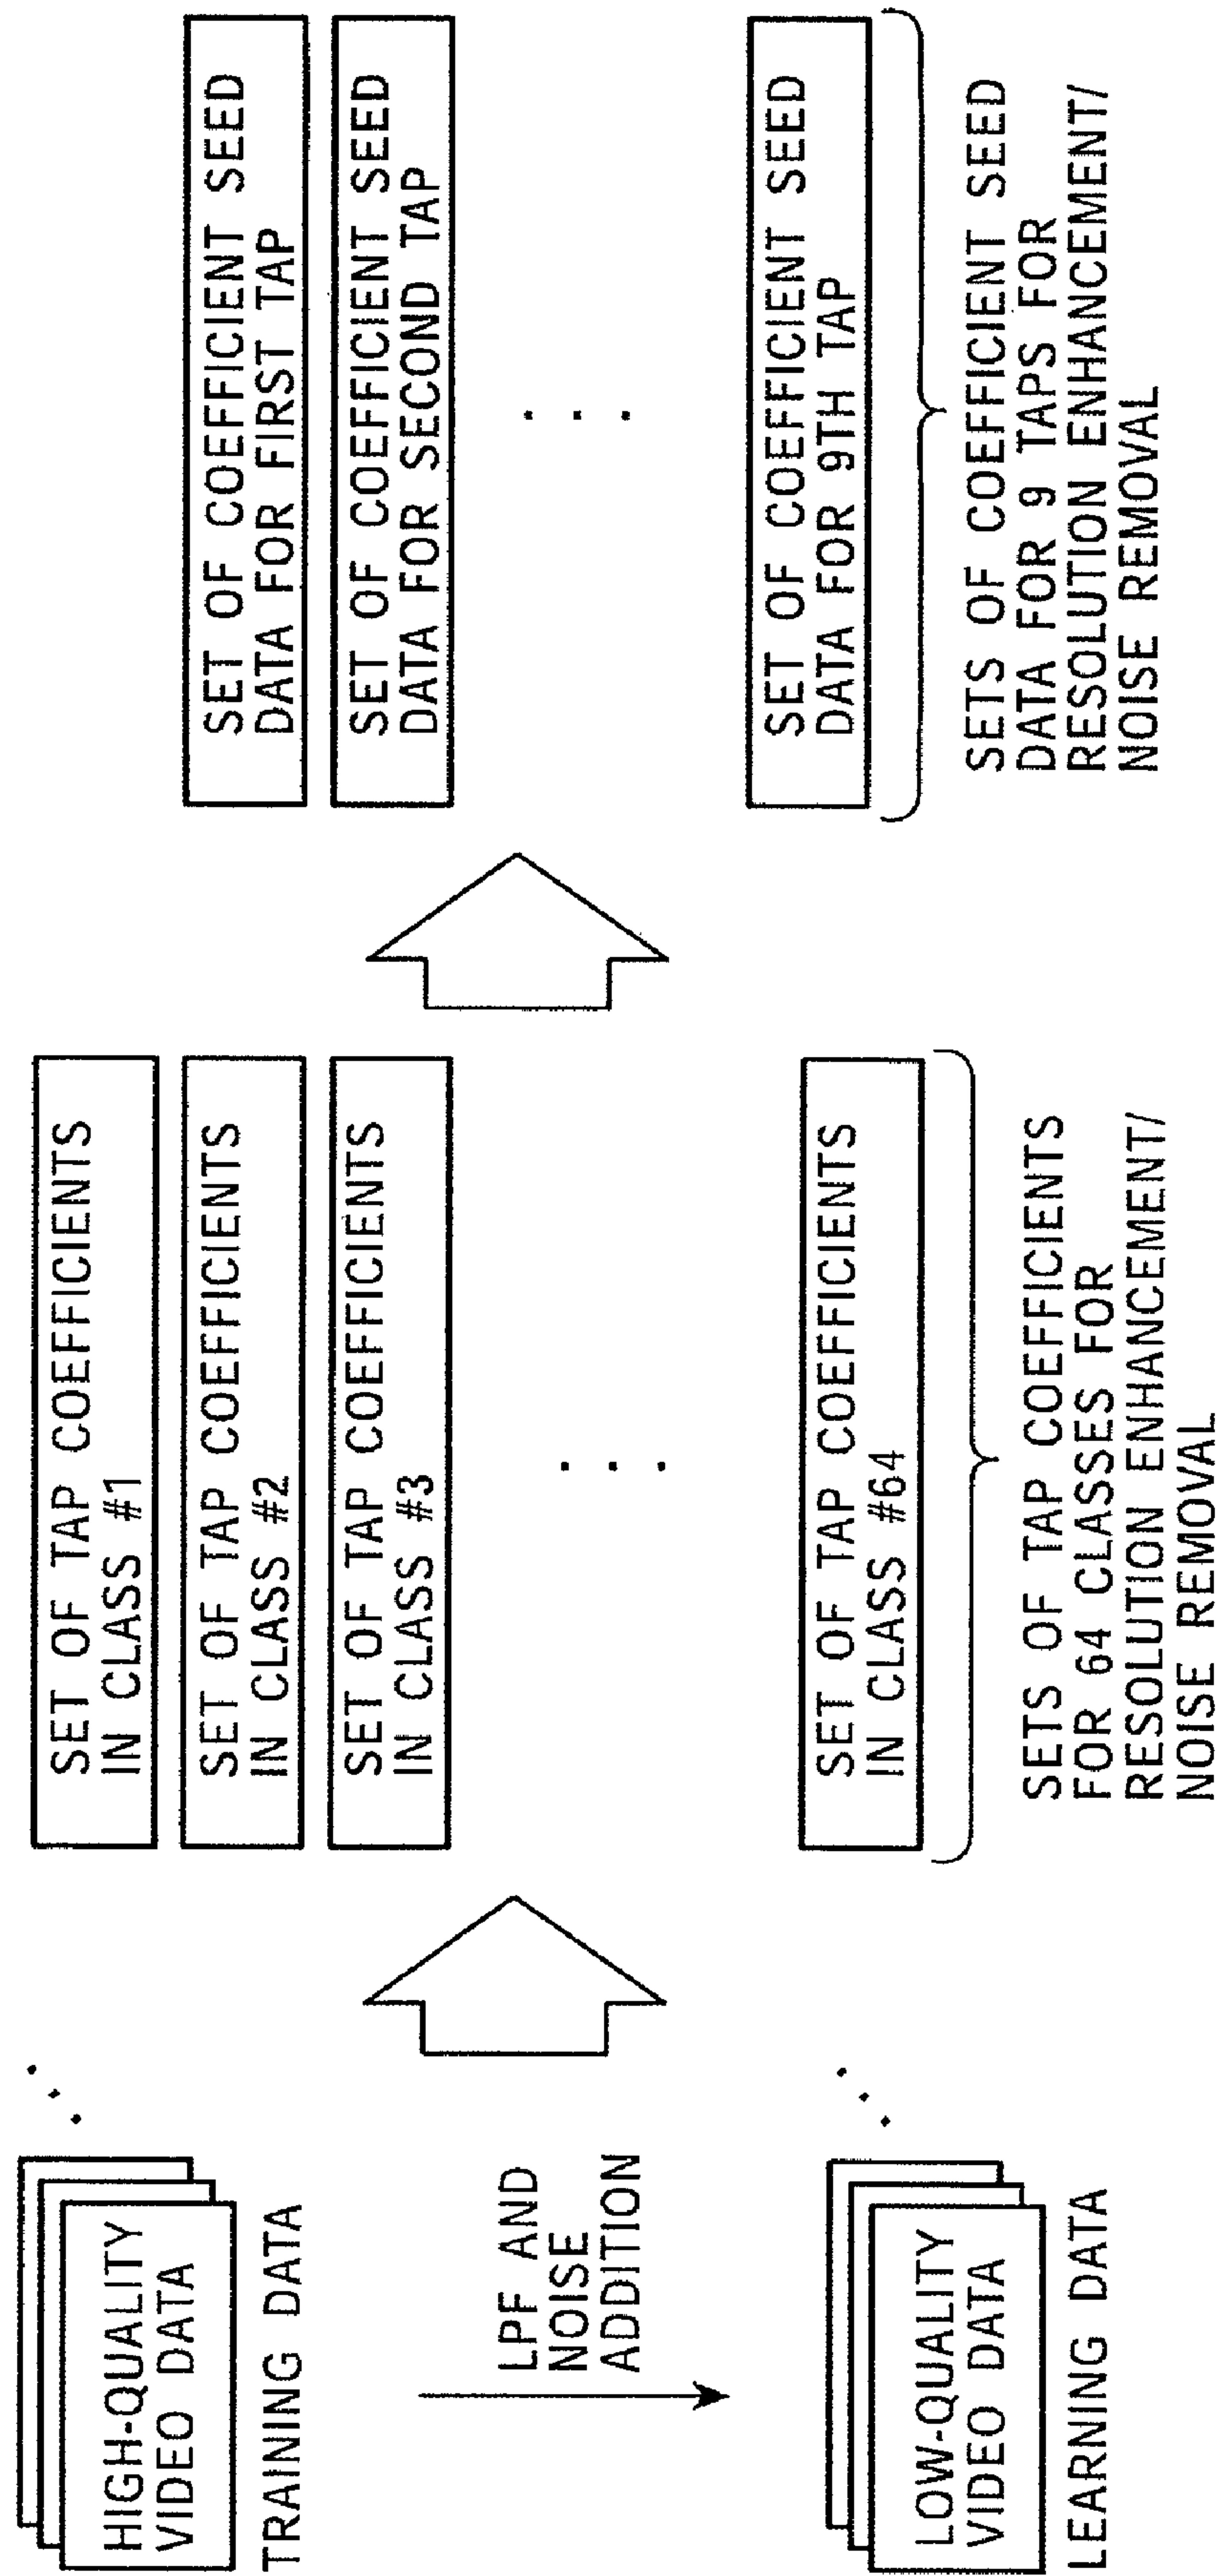 HIGH-QUALITY
VIDEO DATA
TRAINING DATA
LPF AND
NOISE
ADDITION
LOW-QUALITY
VIDEO DATA
LEARNING DATA
SET OF TAP COEFFICIENTS
IN CLASS #1
SET OF TAP COEFFICIENTS
IN CLASS #2
SET OF TAP COEFFICIENTS
IN CLASS #3
. . .
SET OF TAP COEFFICIENTS
IN CLASS #64
SETS OF TAP COEFFICIENTS
FOR 64 CLASSES FOR
RESOLUTION ENHANCEMENT/
NOISE REMOVAL
SET OF COEFFICIENT SEED
DATA FOR FIRST TAP
SET OF COEFFICIENT SEED
DATA FOR SECOND TAP
. . .
SET OF COEFFICIENT SEED
DATA FOR 9TH TAP
SETS OF COEFFICIENT SEED
DATA FOR 9 TAPS FOR
RESOLUTION ENHANCEMENT/
NOISE REMOVAL